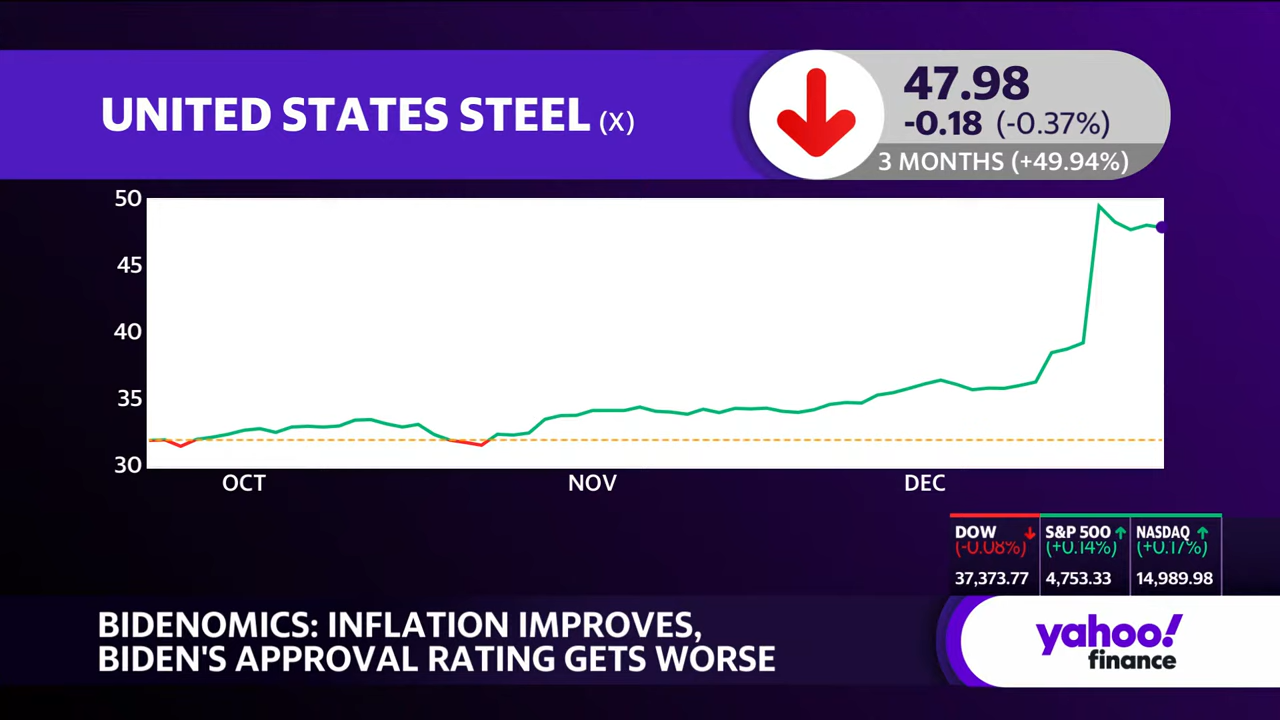 UNITED STATES STEEL (X)
47.98
-0.18 (-0.37%)
3 MONTHS (+49.94%)
50
45
40
35
30
OCT NOV DEC
DOW S&P 500 NASDAQ
(-0.08%) (+0.14%) (+0.17%)
37,373.77 4,753.33 14,989.98
BIDENOMICS: INFLATION IMPROVES,
BIDEN'S APPROVAL RATING GETS WORSE
yahoo!
finance